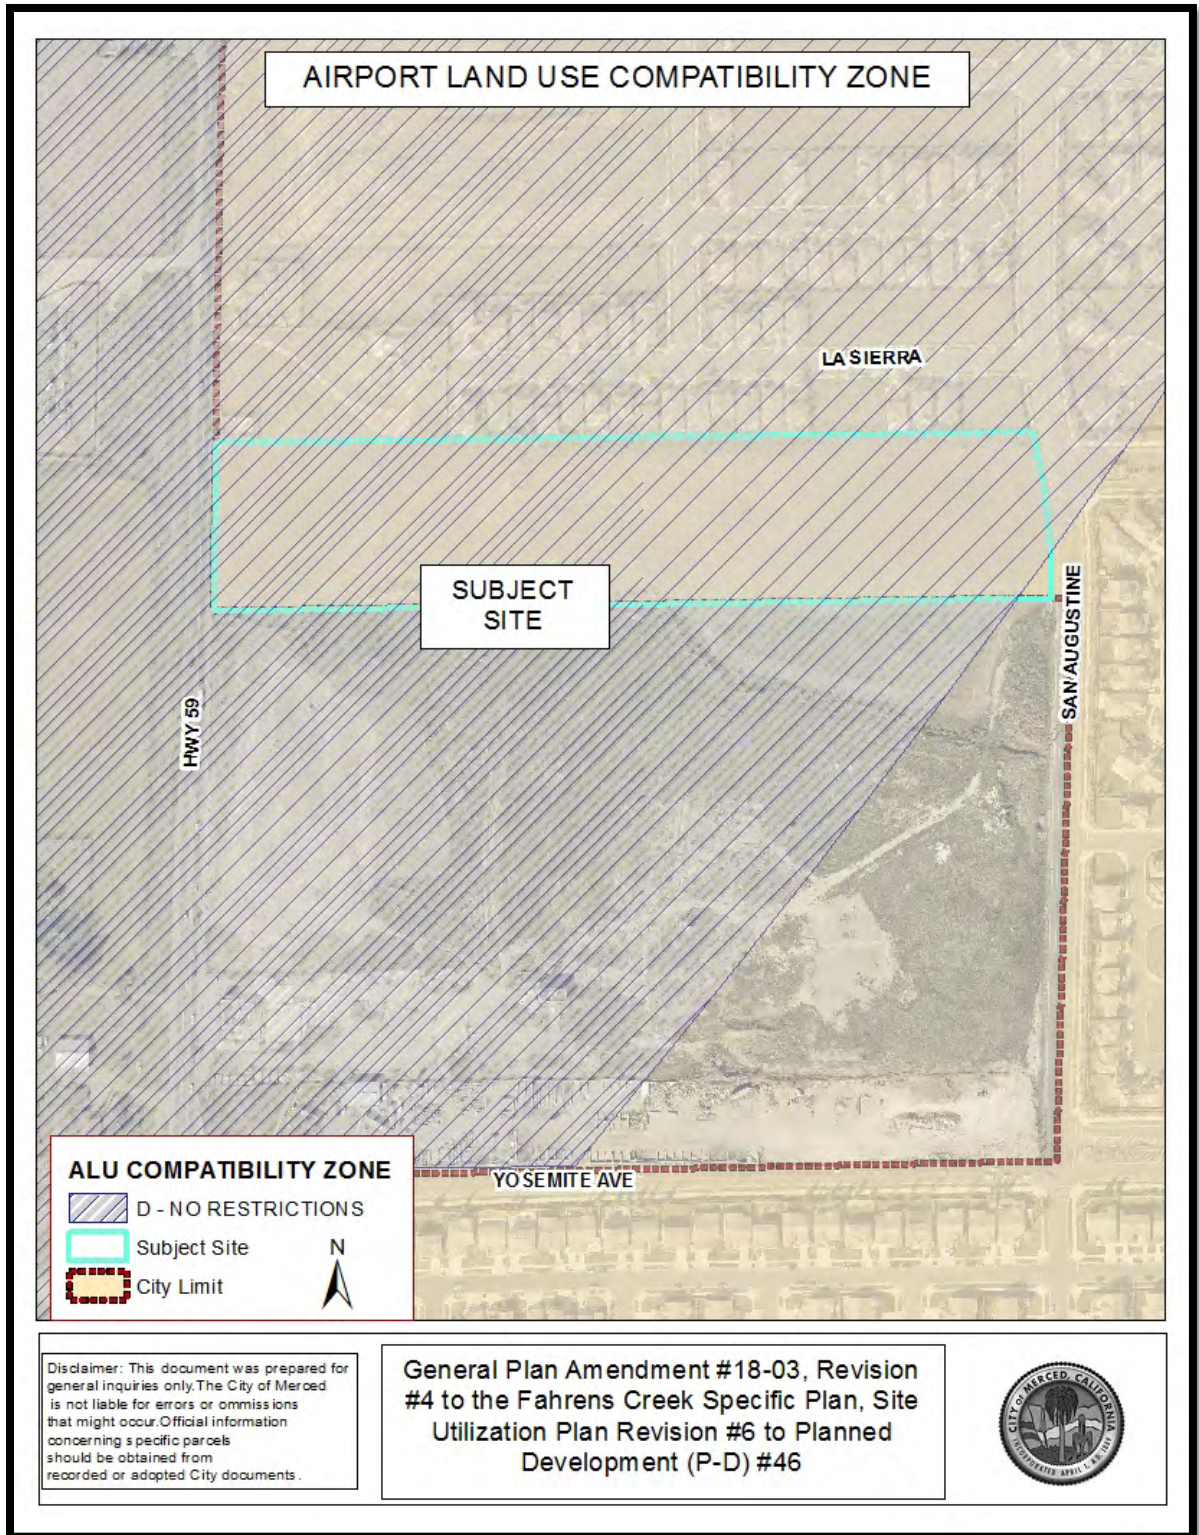 AIRPORT LAND USE COMPATIBILITY ZONE
LA SIERRA
SUBJECT
SITE
SAN AUGUSTINE
HWY 59
YOSEMITE AVE
ALU COMPATIBILITY ZONE
D - NO RESTRICTIONS
Subject Site
City Limit
N
Disclaimer: This document was prepared for
general inquiries only. The City of Merced
is not liable for errors or ommissions
that might occur. Official information
concerning specific parcels
should be obtained from
recorded or adopted City documents.
General Plan Amendment #18-03, Revision
#4 to the Fahrens Creek Specific Plan, Site
Utilization Plan Revision #6 to Planned
Development (P-D) #46
CITY OF MERCED, CALIFORNIA
INCORPORATED APRIL 1, A.D. 1889